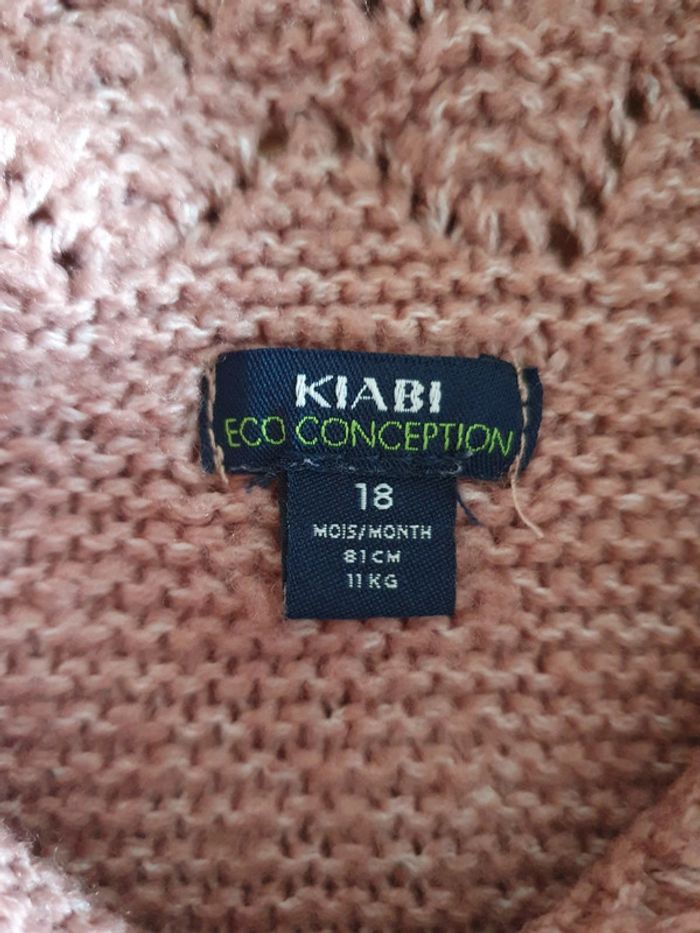 KIABI
ECO CONCEPTION
18
MOIS/MONTH
81CM
11KG